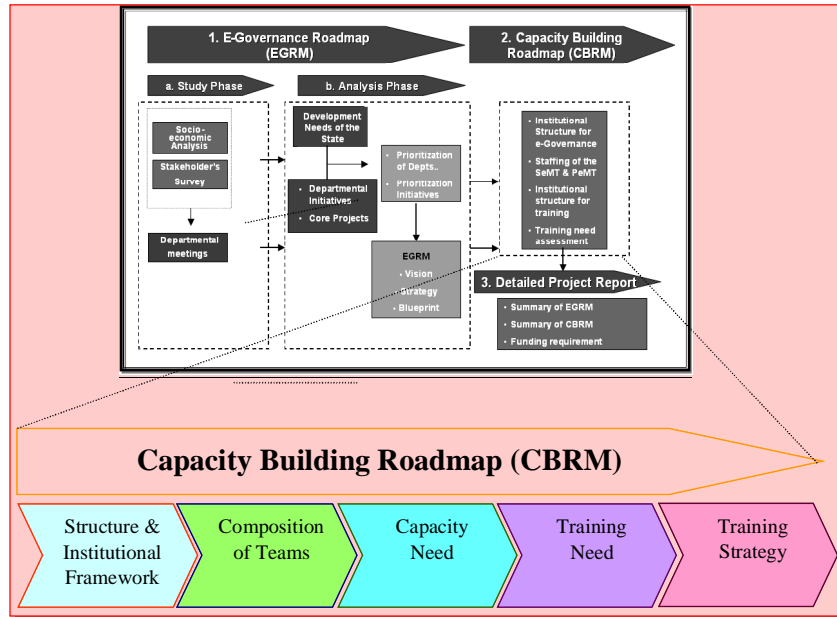 1. E-Governance Roadmap
(EGRM)
2. Capacity Building
Roadmap (CBRM)
a. Study Phase
b. Analysis Phase
Socio-
economic
Analysis
Stakeholder's
Survey
Departmental
meetings
Development
Needs of the
State
• Departmental
Initiatives
• Core Projects
• Prioritization
of Depts..
• Prioritization
Initiatives
EGRM
• Vision
Strategy
• Blueprint
• Institutional
Structure for
e-Governance
• Staffing of the
SeMT & PeMT
• Institutional
structure for
training
• Training need
assessment
3. Detailed Project Report
• Summary of EGRM
• Summary of CBRM
• Funding requirement
Capacity Building Roadmap (CBRM)
Structure &
Institutional
Framework
Composition
of Teams
Capacity
Need
Training
Need
Training
Strategy